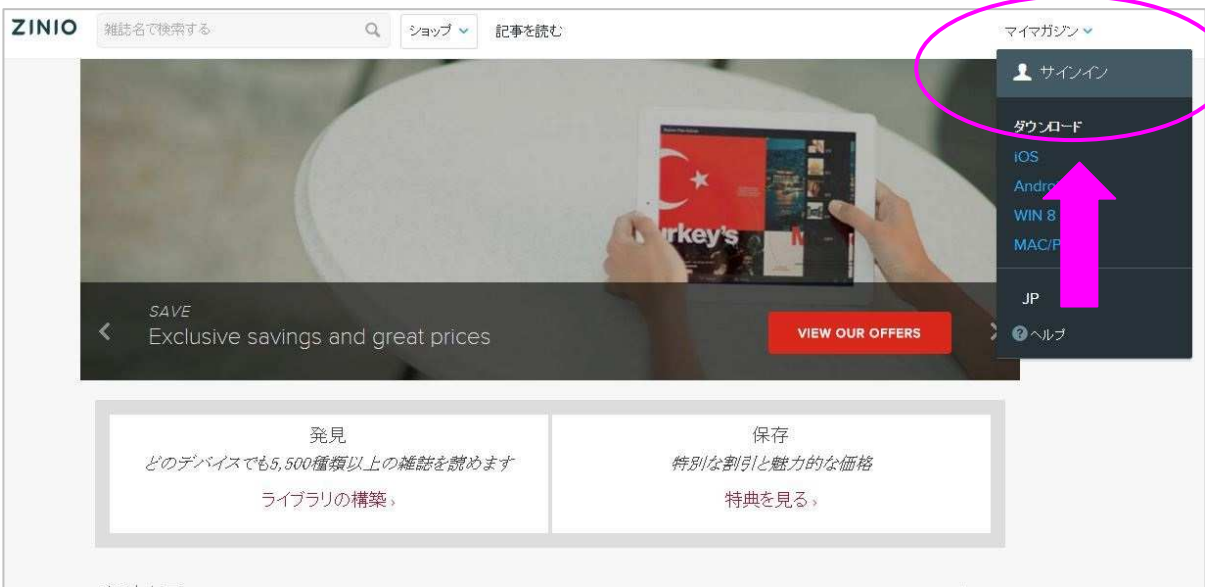 ZINIO
雑誌名で検索する
ショップ
記事を読む
マイマガジン
サインイン
ダウンロード
iOS
WIN 8
JP
ヘルプ
SAVE
Exclusive savings and great prices
VIEW OUR OFFERS
発見
どのデバイスでも5,500種類以上の雑誌を読めます
ライブラリの構築 ›
保存
特別な割引と魅力的な価格
特典を見る ›